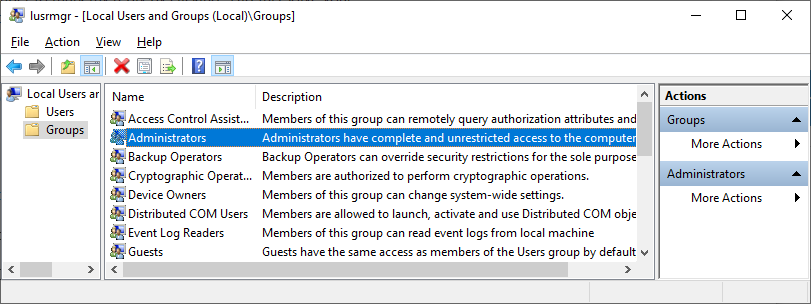 lusrmgr - [Local Users and Groups (Local)\Groups]
File Action View Help
Local Users ar
Users
Groups
Name Description
Access Control Assist... Members of this group can remotely query authorization attributes and
Administrators Administrators have complete and unrestricted access to the computer
Backup Operators Backup Operators can override security restrictions for the sole purpose
Cryptographic Operat... Members are authorized to perform cryptographic operations.
Device Owners Members of this group can change system-wide settings.
Distributed COM Users Members are allowed to launch, activate and use Distributed COM obje
Event Log Readers Members of this group can read event logs from local machine
Guests Guests have the same access as members of the Users group by default
Actions
Groups
More Actions
Administrators
More Actions